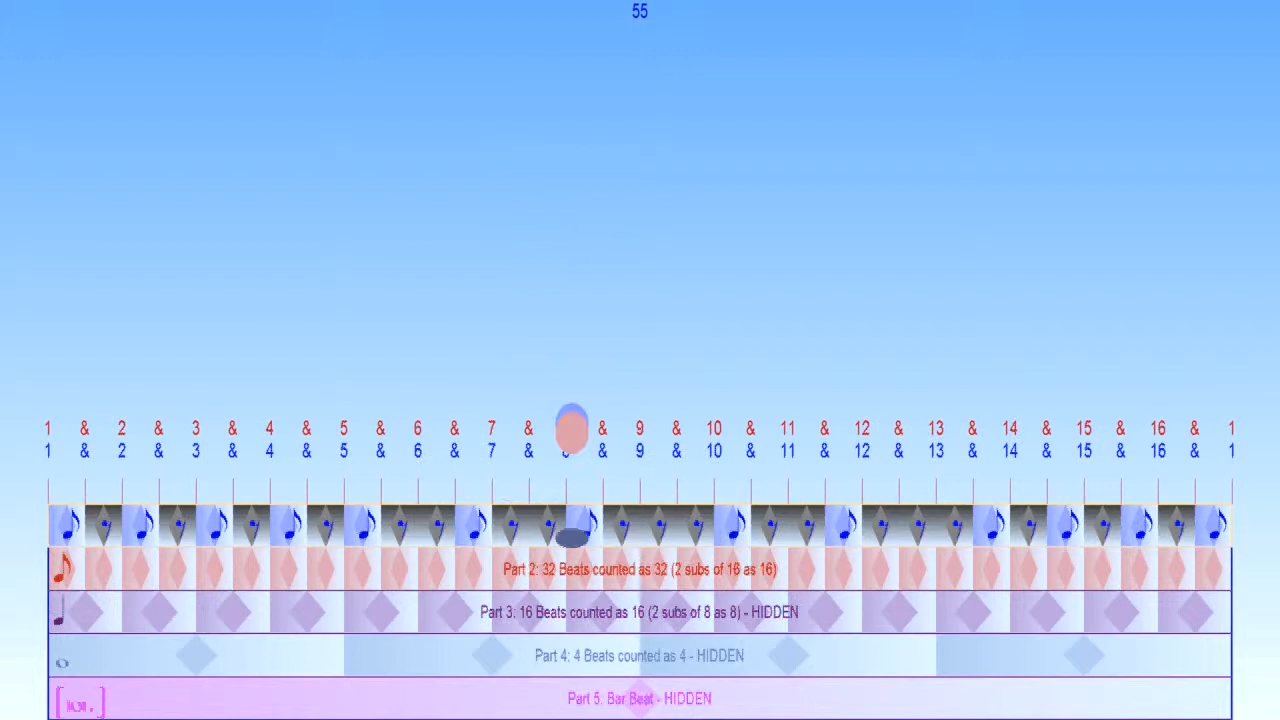 55
1 & 2 & 3 & 4 & 5 & 6 & 7 & & 9 & 10 & 11 & 12 & 13 & 14 & 15 & 16 & 1
1 & 2 & 3 & 4 & 5 & 6 & 7 & & 9 & 10 & 11 & 12 & 13 & 14 & 15 & 16 & 1
Part 2: 32 Beats counted as 32 (2 subs of 16 as 16)
Part 3: 16 Beats counted as 16 (2 subs of 8 as 8) - HIDDEN
Part 4: 4 Beats counted as 4 - HIDDEN
Part 5: Bar Beat - HIDDEN